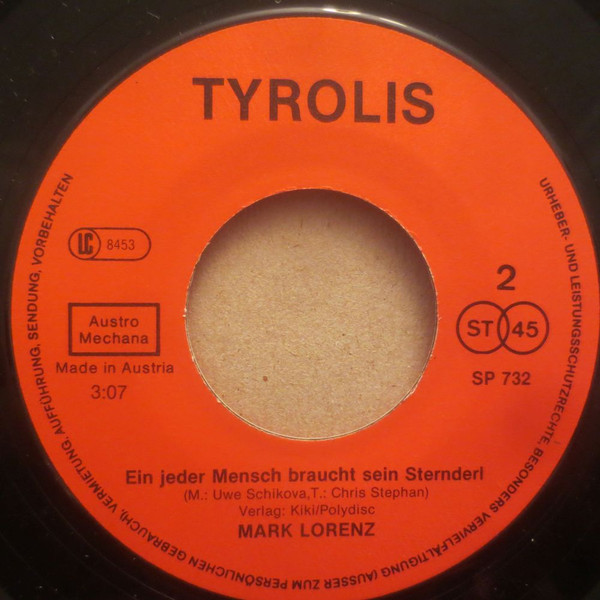 TYROLIS
LC 8453
2
ST 45
SP 732
Austro
Mechana
Made in Austria
3:07
Ein jeder Mensch braucht sein Sternderl
(M.: Uwe Schikova,T.: Chris Stephan)
Verlag: Kiki/Polydisc
MARK LORENZ
URHEBER- UND LEISTUNGSSCHUTZRECHTE, BESONDERS VERVIELFÄLTIGUNG (AUSSER ZUM PERSÖNLICHEN GEBRAUCH), VERMIETUNG, AUFFÜHRUNG, SENDUNG, VORBEHALTEN